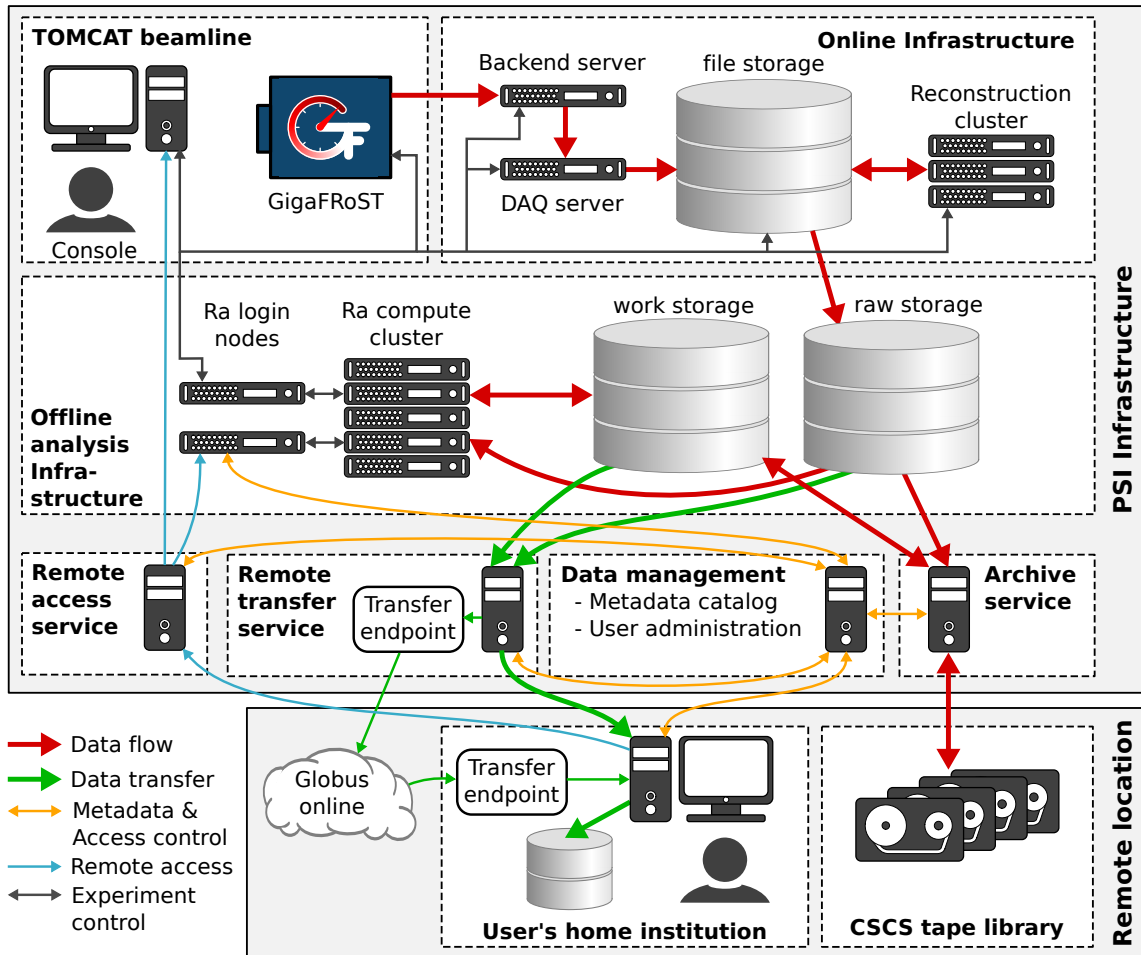 TOMCAT beamline
Console
GigaFRoST
GF
Online Infrastructure
Backend server
DAQ server
file storage
Reconstruction
cluster
PSI Infrastructure
Offline
analysis
Infra-
structure
Ra login
nodes
Ra compute
cluster
work storage
raw storage
Remote
access
service
Remote
transfer
service
Transfer
endpoint
Data management
- Metadata catalog
- User administration
Archive
service
Data flow
Data transfer
Metadata &
Access control
Remote access
Experiment
control
Globus
online
Transfer
endpoint
User's home institution
CSCS tape library
Remote location